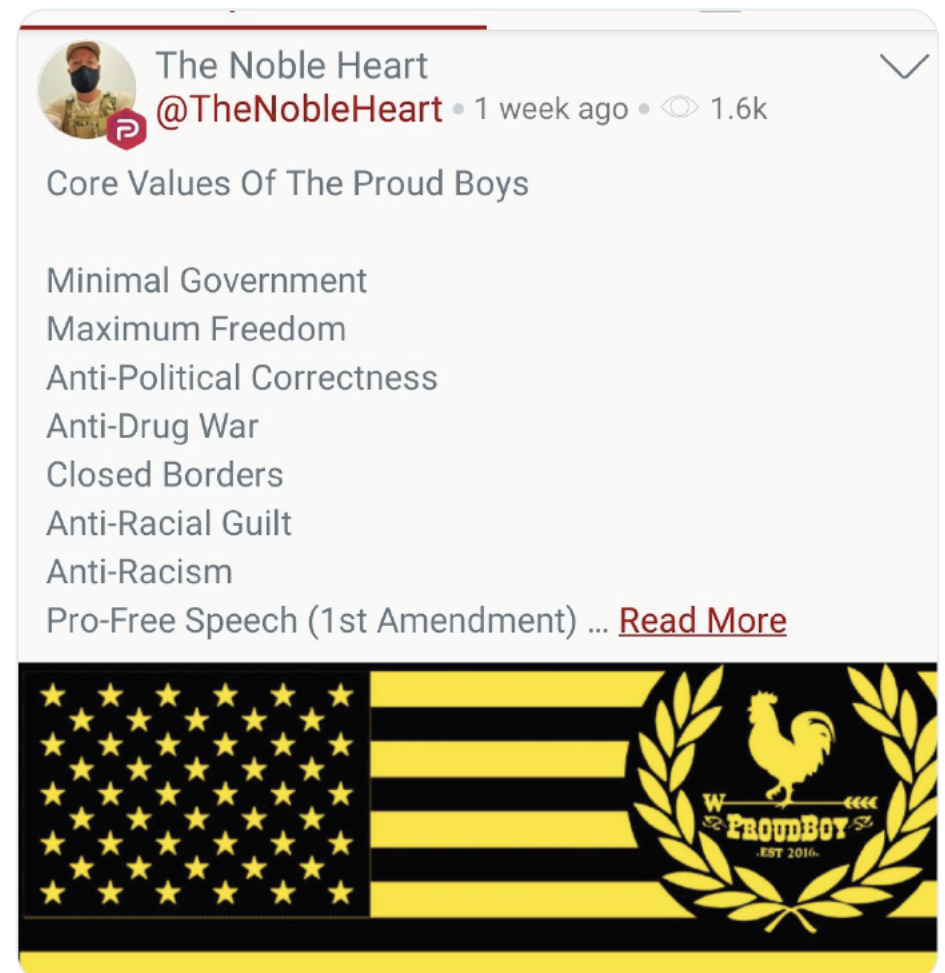 The Noble Heart
@TheNobleHeart • 1 week ago • 1.6k
Core Values Of The Proud Boys
Minimal Government
Maximum Freedom
Anti-Political Correctness
Anti-Drug War
Closed Borders
Anti-Racial Guilt
Anti-Racism
Pro-Free Speech (1st Amendment) ... Read More
W
PROUDBOY
.EST 2016.